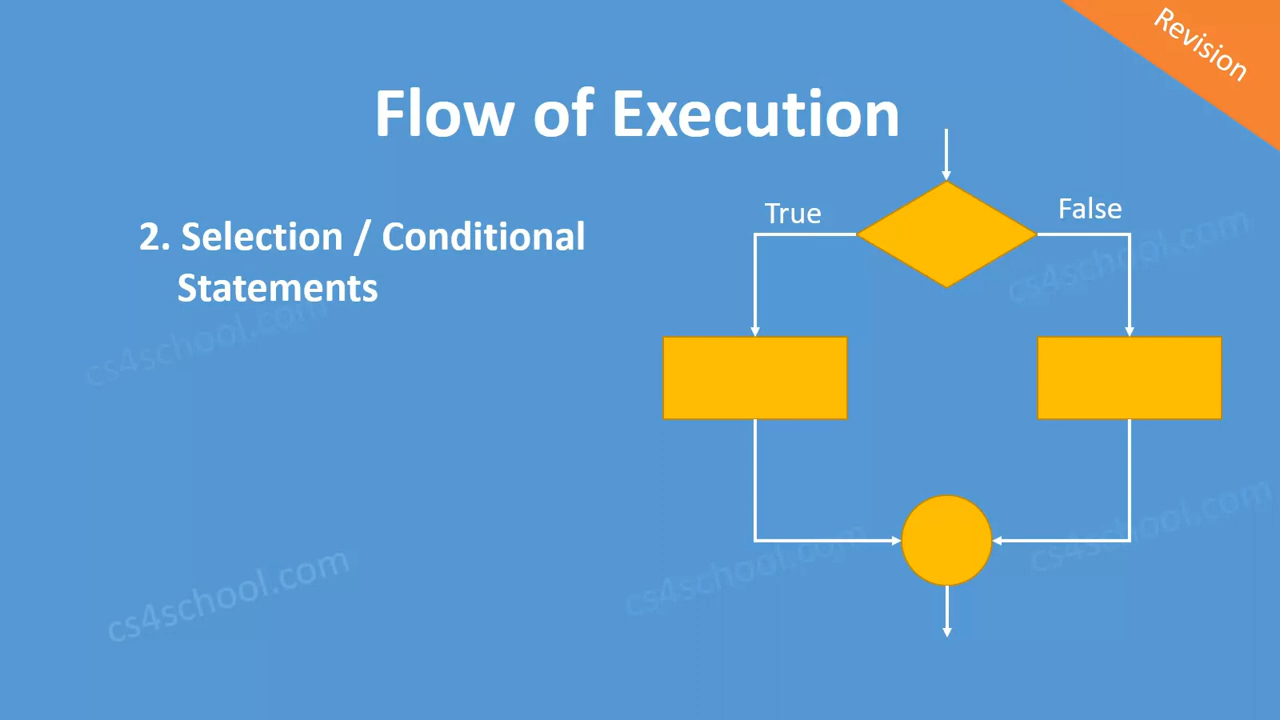 Revision
Flow of Execution
2. Selection / Conditional
Statements
True
False
cs4school.com
cs4school.com
cs4school.com
cs4school.com
cs4school.com